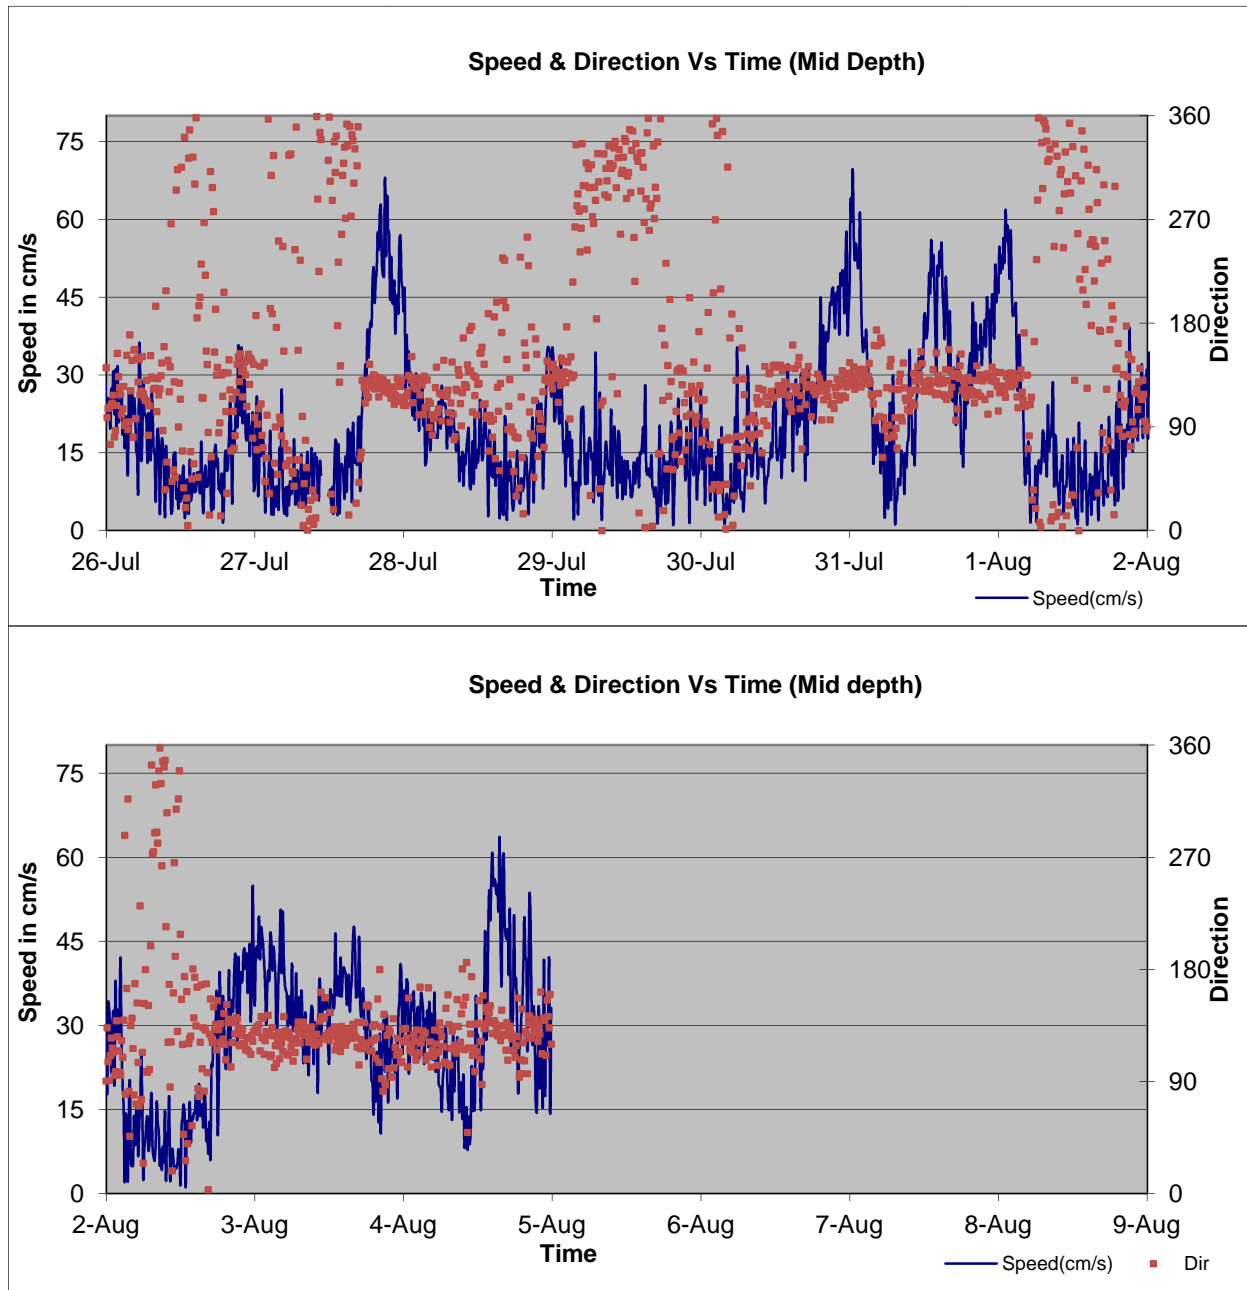 Speed & Direction Vs Time (Mid Depth)
75
60
45
30
15
0
Speed in cm/s
360
270
180
90
0
Direction
26-Jul 27-Jul 28-Jul 29-Jul 30-Jul 31-Jul 1-Aug 2-Aug
Time
Speed(cm/s)
Speed & Direction Vs Time (Mid depth)
75
60
45
30
15
0
Speed in cm/s
360
270
180
90
0
Direction
2-Aug 3-Aug 4-Aug 5-Aug 6-Aug 7-Aug 8-Aug 9-Aug
Time
Speed(cm/s) Dir